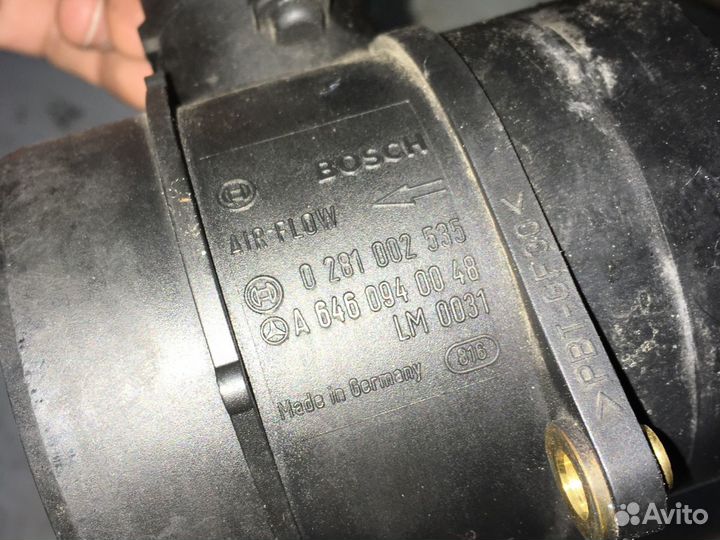 BOSCH
AIR FLOW
0 281 002 535
A 646 094 00 48
LM 0031
Made in Germany
816
>PBT-GF30<
Avito